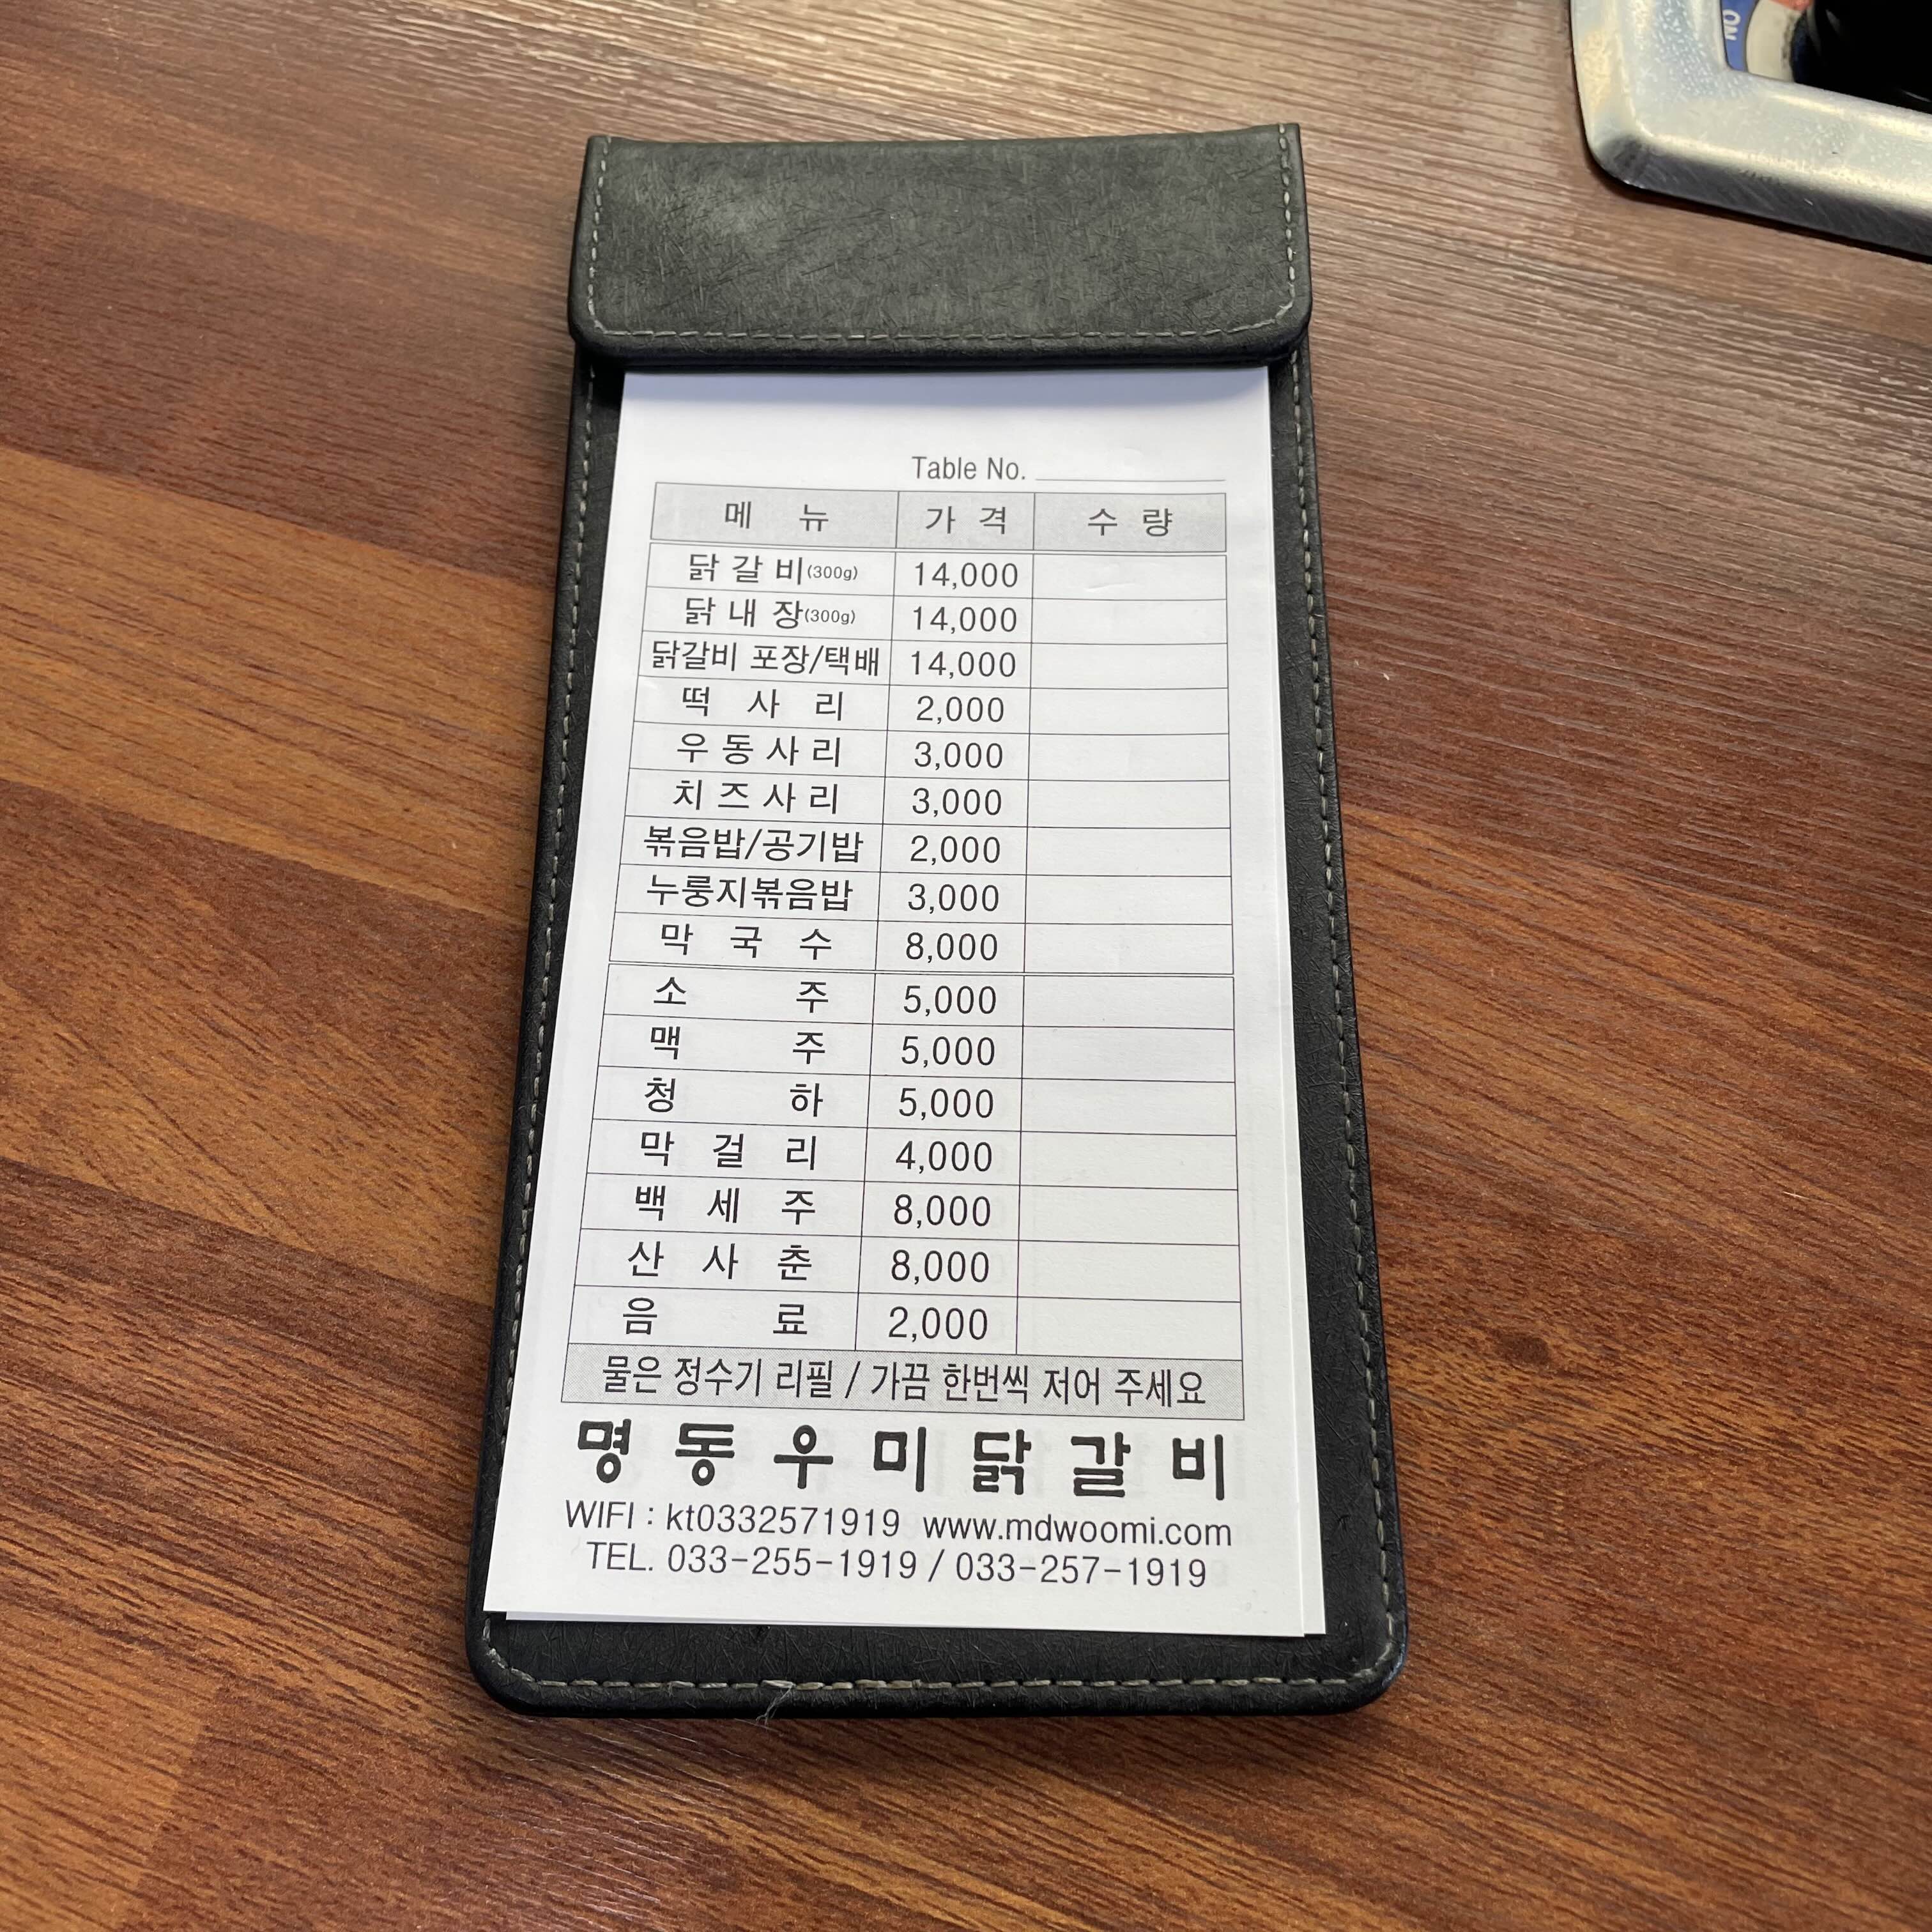 ON
Table No.
메 뉴 가 격 수 량
닭 갈 비(300g) 14,000
닭 내 장(300g) 14,000
닭갈비 포장/택배 14,000
떡 사 리 2,000
우 동 사 리 3,000
치 즈 사 리 3,000
볶음밥/공기밥 2,000
누룽지볶음밥 3,000
막 국 수 8,000
소 주 5,000
맥 주 5,000
청 하 5,000
막 걸 리 4,000
백 세 주 8,000
산 사 춘 8,000
음 료 2,000
물은 정수기 리필 / 가끔 한번씩 저어 주세요
명 동 우 미 닭 갈 비
WIFI : kt0332571919 www.mdwoomi.com
TEL. 033-255-1919 / 033-257-1919